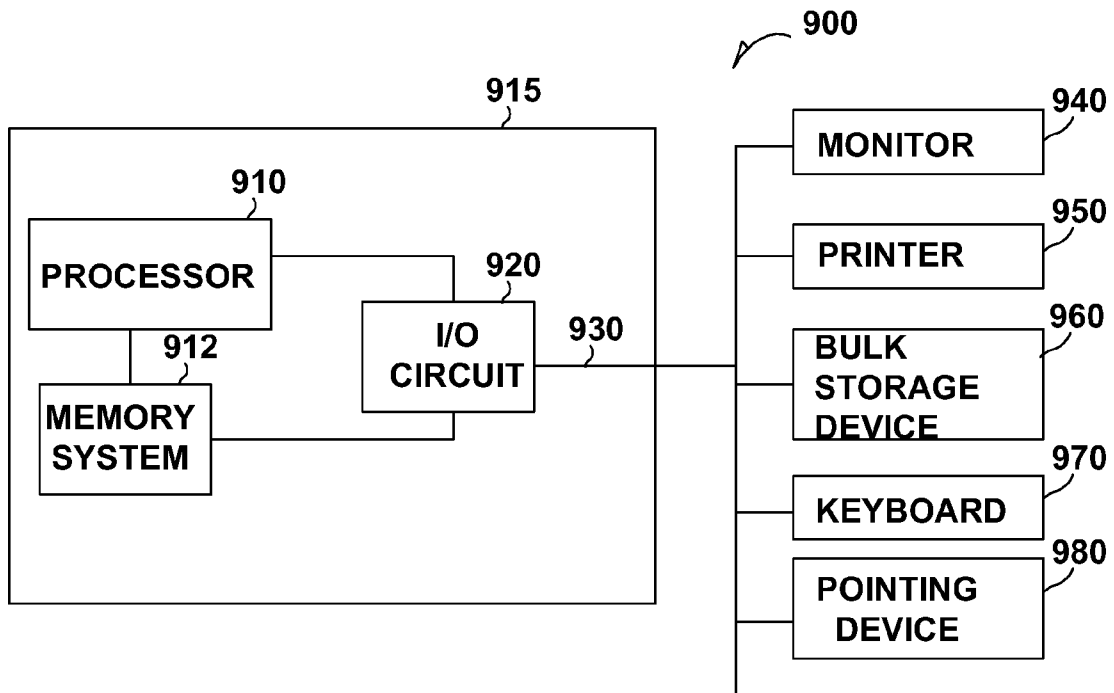 900
915
910
PROCESSOR
912
MEMORY
SYSTEM
920
I/O
CIRCUIT
930
940
MONITOR
950
PRINTER
960
BULK
STORAGE
DEVICE
970
KEYBOARD
980
POINTING
DEVICE